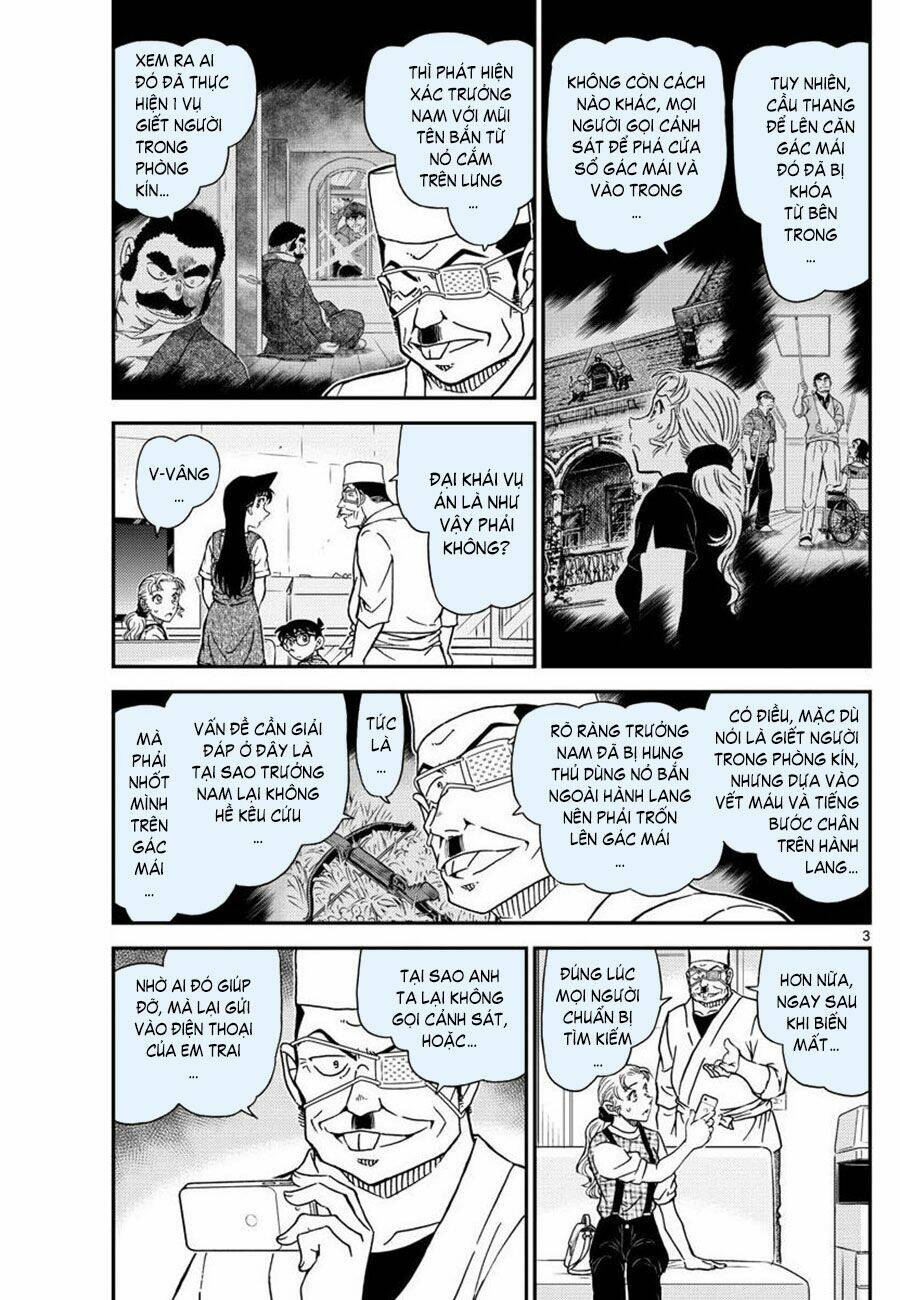 TUY NHIÊN,
CẦU THANG
ĐỂ LÊN CĂN
GÁC MÁI
ĐÓ ĐÃ BỊ
KHÓA
TỪ BÊN
TRONG
...
KHÔNG CÒN CÁCH
NÀO KHÁC, MỌI
NGƯỜI GỌI CẢNH
SÁT ĐỂ PHÁ CỬA
SỔ GÁC MÁI VÀ
VÀO TRONG
...
THÌ PHÁT HIỆN
XÁC TRƯỞNG
NAM VỚI MŨI
TÊN BẮN TỪ
NỎ CẮM
TRÊN LƯNG
...
XEM RA AI
ĐÓ ĐÃ THỰC
HIỆN 1 VỤ
GIẾT NGƯỜI
TRONG
PHÒNG
KÍN...
ĐẠI KHÁI VỤ
ÁN LÀ NHƯ
VẬY PHẢI
KHÔNG?
V-VÂNG
...
CÓ ĐIỀU, MẶC DÙ
NÓI LÀ GIẾT NGƯỜI
TRONG PHÒNG KÍN,
NHƯNG DỰA VÀO
VẾT MÁU VÀ TIẾNG
BƯỚC CHÂN
TRÊN HÀNH
LANG...
RÕ RÀNG TRƯỞNG
NAM ĐÃ BỊ HUNG
THỦ DÙNG NỎ BẮN
NGOÀI HÀNH LANG
NÊN PHẢI TRỐN
LÊN GÁC MÁI
...
TỨC
LÀ
...
VẤN ĐỀ CẦN GIẢI
ĐÁP Ở ĐÂY LÀ
TẠI SAO TRƯỞNG
NAM LẠI KHÔNG
HỀ KÊU CỨU
...
MÀ
PHẢI
NHỐT
MÌNH
TRÊN
GÁC
MÁI
...
3
HƠN NỮA,
NGAY SAU
KHI BIẾN
MẤT...
ĐÚNG LÚC
MỌI NGƯỜI
CHUẨN BỊ
TÌM KIẾM
...
TẠI SAO ANH
TA LẠI KHÔNG
GỌI CẢNH SÁT,
HOẶC...
NHỜ AI ĐÓ GIÚP
ĐỠ, MÀ LẠI GỬI
VÀO ĐIỆN THOẠI
CỦA EM TRAI
...